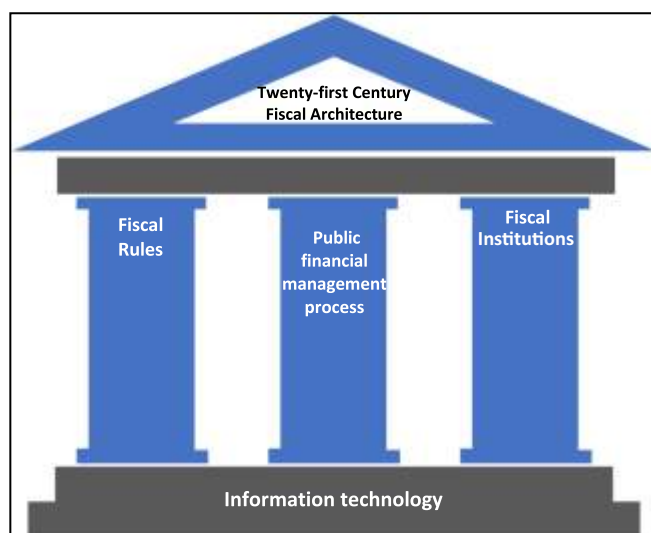 Twenty-first Century
Fiscal Architecture
Fiscal
Rules
Public
financial
management
process
Fiscal
Institutions
Information technology